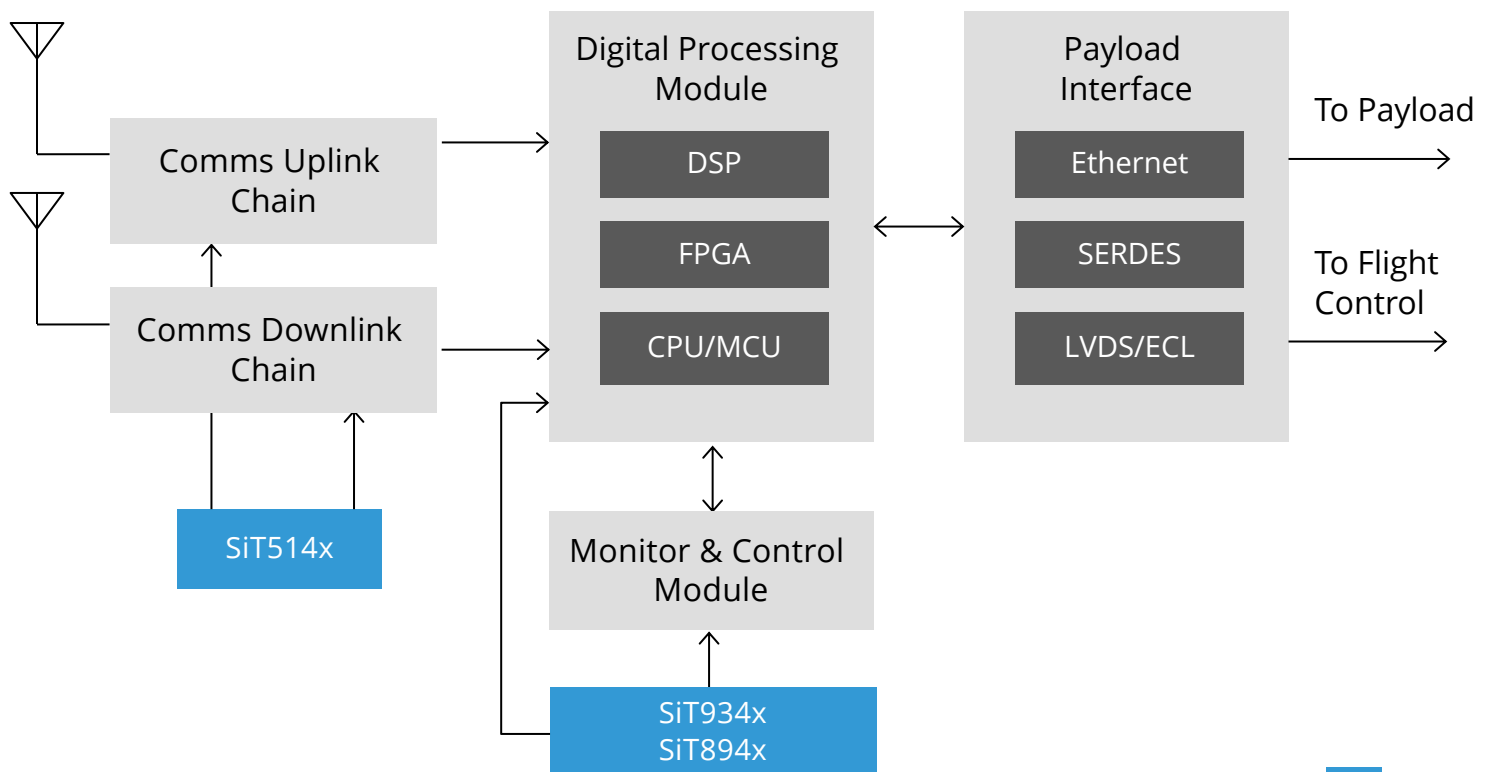 Comms Uplink
Chain
Comms Downlink
Chain
SiT514x
Digital Processing
Module
DSP
FPGA
CPU/MCU
Monitor & Control
Module
SiT934x
SiT894x
Payload
Interface
Ethernet
SERDES
LVDS/ECL
To Payload
To Flight
Control